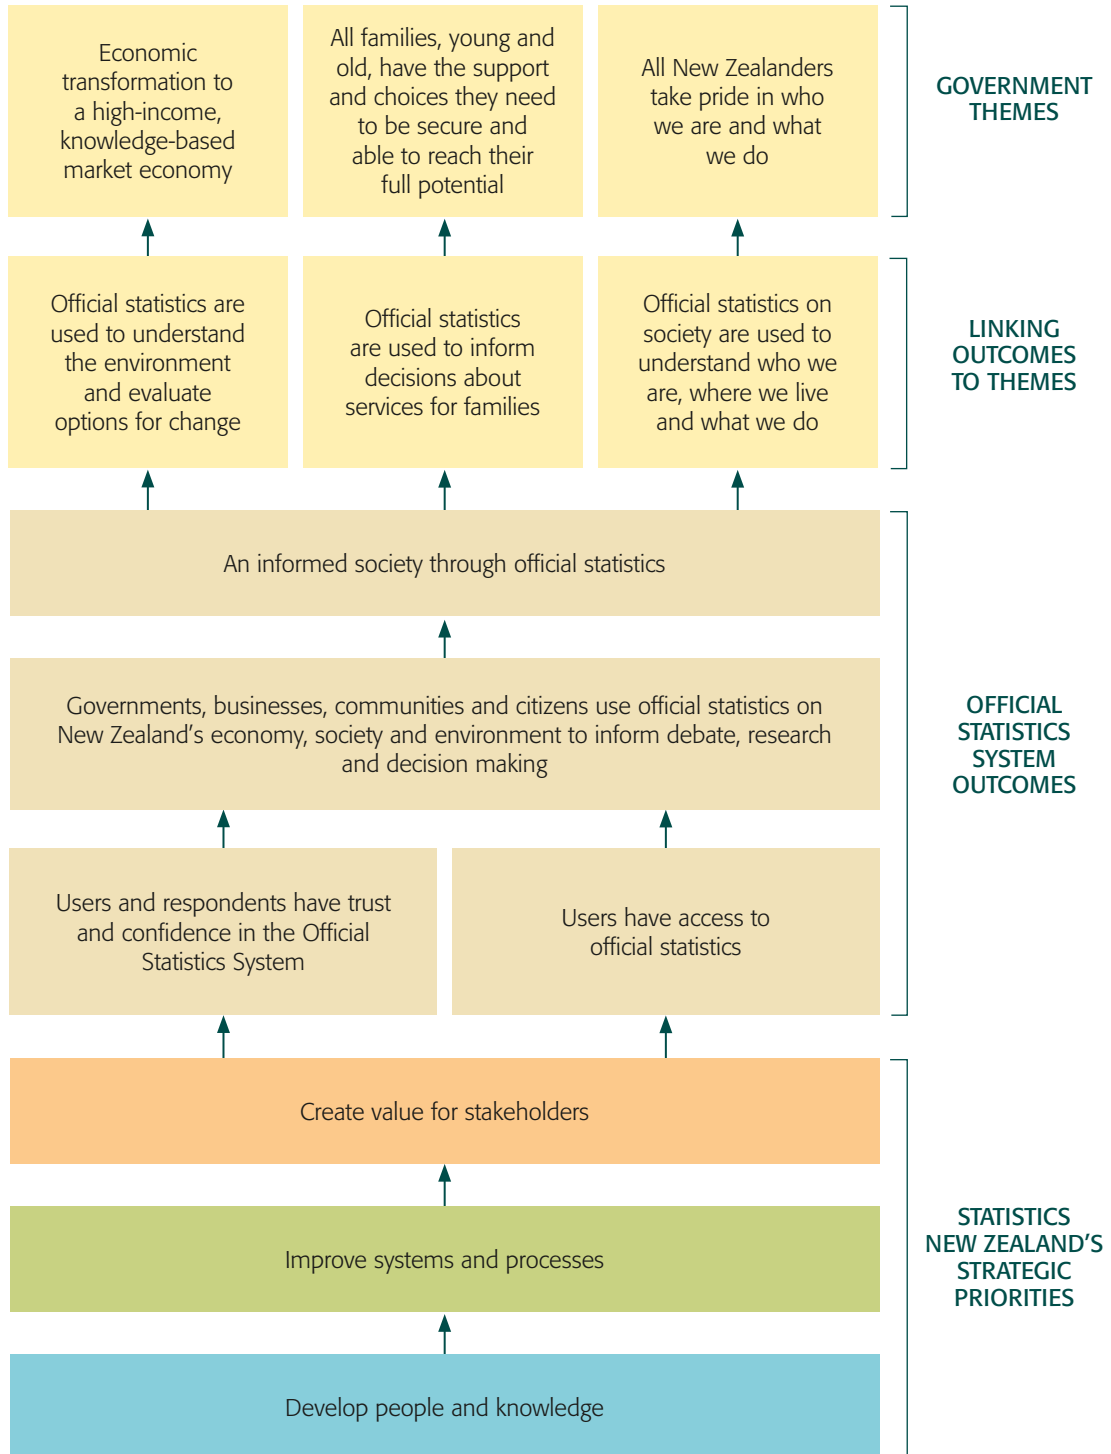 Economic
transformation to
a high-income,
knowledge-based
market economy
All families, young and
old, have the support
and choices they need
to be secure and
able to reach their
full potential
All New Zealanders
take pride in who
we are and what
we do
GOVERNMENT
THEMES
Official statistics are
used to understand
the environment
and evaluate
options for change
Official statistics
are used to inform
decisions about
services for families
Official statistics on
society are used to
understand who we
are, where we live
and what we do
LINKING
OUTCOMES
TO THEMES
An informed society through official statistics
Governments, businesses, communities and citizens use official statistics on
New Zealand’s economy, society and environment to inform debate, research
and decision making
Users and respondents have trust
and confidence in the Official
Statistics System
Users have access to
official statistics
OFFICIAL
STATISTICS
SYSTEM
OUTCOMES
Create value for stakeholders
Improve systems and processes
Develop people and knowledge
STATISTICS
NEW ZEALAND’S
STRATEGIC
PRIORITIES